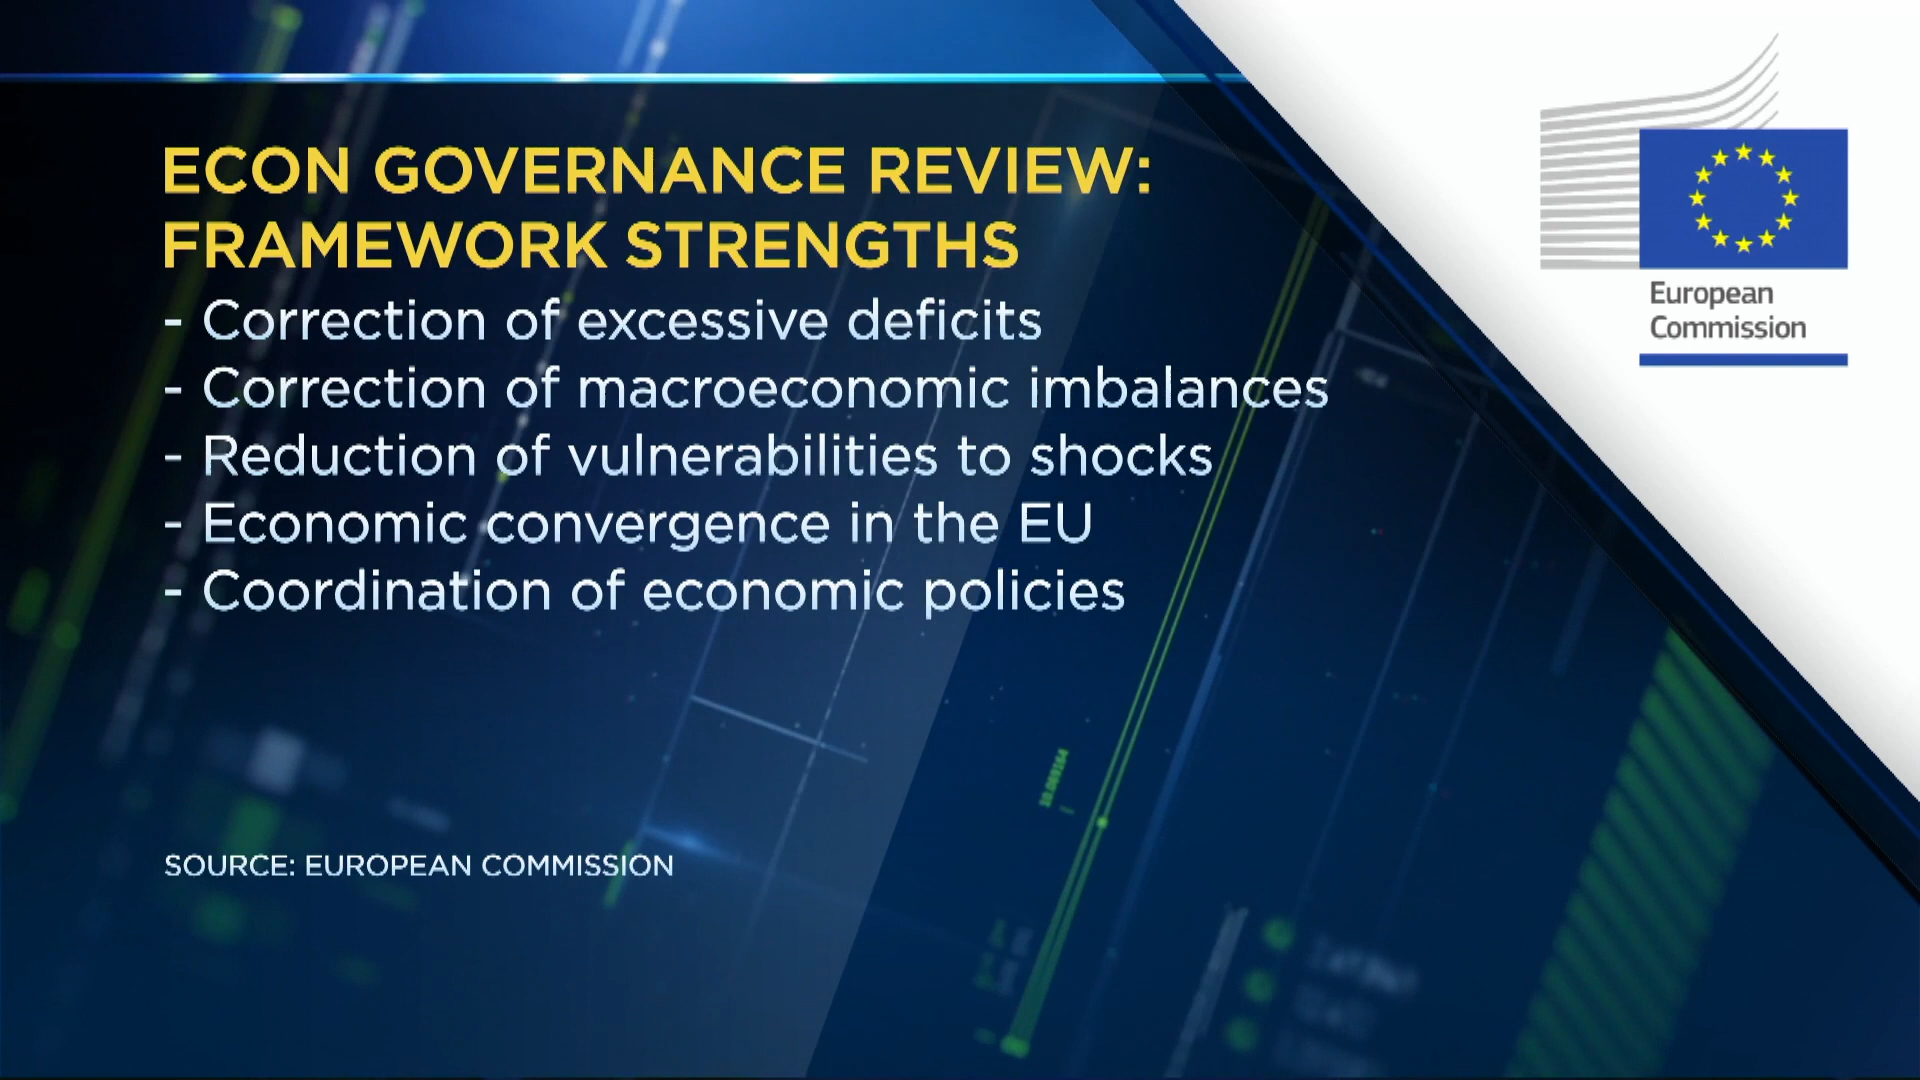 ECON GOVERNANCE REVIEW:
FRAMEWORK STRENGTHS
- Correction of excessive deficits
- Correction of macroeconomic imbalances
- Reduction of vulnerabilities to shocks
- Economic convergence in the EU
- Coordination of economic policies
SOURCE: EUROPEAN COMMISSION
European
Commission